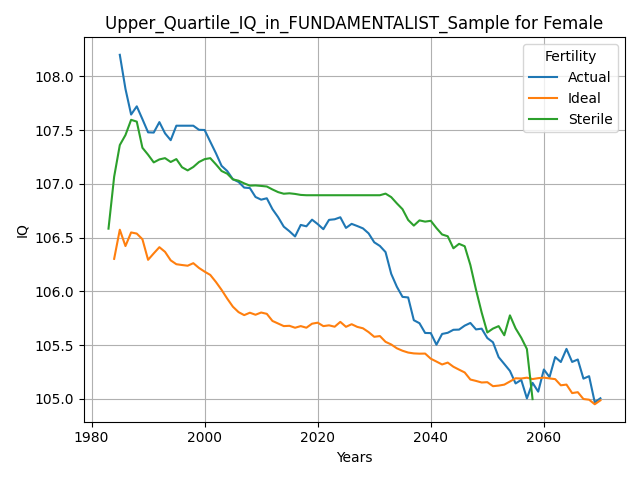 Upper_Quartile_IQ_in_FUNDAMENTALIST_Sample for Female
Fertility
Actual
Ideal
Sterile
108.0
107.5
107.0
106.5
106.0
105.5
105.0
IQ
1980
2000
2020
2040
2060
Years